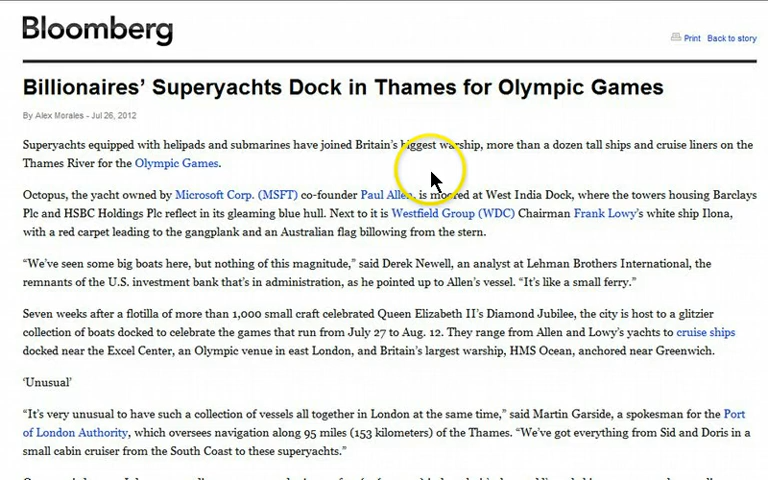 Bloomberg
Print Back to story
Billionaires’ Superyachts Dock in Thames for Olympic Games
By Alex Morales - Jul 26, 2012
Superyachts equipped with helipads and submarines have joined Britain’s biggest warship, more than a dozen tall ships and cruise liners on the
Thames River for the Olympic Games.
Octopus, the yacht owned by Microsoft Corp. (MSFT) co-founder Paul Allen, is moored at West India Dock, where the towers housing Barclays
Plc and HSBC Holdings Plc reflect in its gleaming blue hull. Next to it is Westfield Group (WDC) Chairman Frank Lowy’s white ship Ilona,
with a red carpet leading to the gangplank and an Australian flag billowing from the stern.
“We’ve seen some big boats here, but nothing of this magnitude,” said Derek Newell, an analyst at Lehman Brothers International, the
remnants of the U.S. investment bank that’s in administration, as he pointed up to Allen’s vessel. “It’s like a small ferry.”
Seven weeks after a flotilla of more than 1,000 small craft celebrated Queen Elizabeth II’s Diamond Jubilee, the city is host to a glitzier
collection of boats docked to celebrate the games that run from July 27 to Aug. 12. They range from Allen and Lowy’s yachts to cruise ships
docked near the Excel Center, an Olympic venue in east London, and Britain’s largest warship, HMS Ocean, anchored near Greenwich.
‘Unusual’
“It’s very unusual to have such a collection of vessels all together in London at the same time,” said Martin Garside, a spokesman for the Port
of London Authority, which oversees navigation along 95 miles (153 kilometers) of the Thames. “We’ve got everything from Sid and Doris in a
small cabin cruiser from the South Coast to these superyachts.”